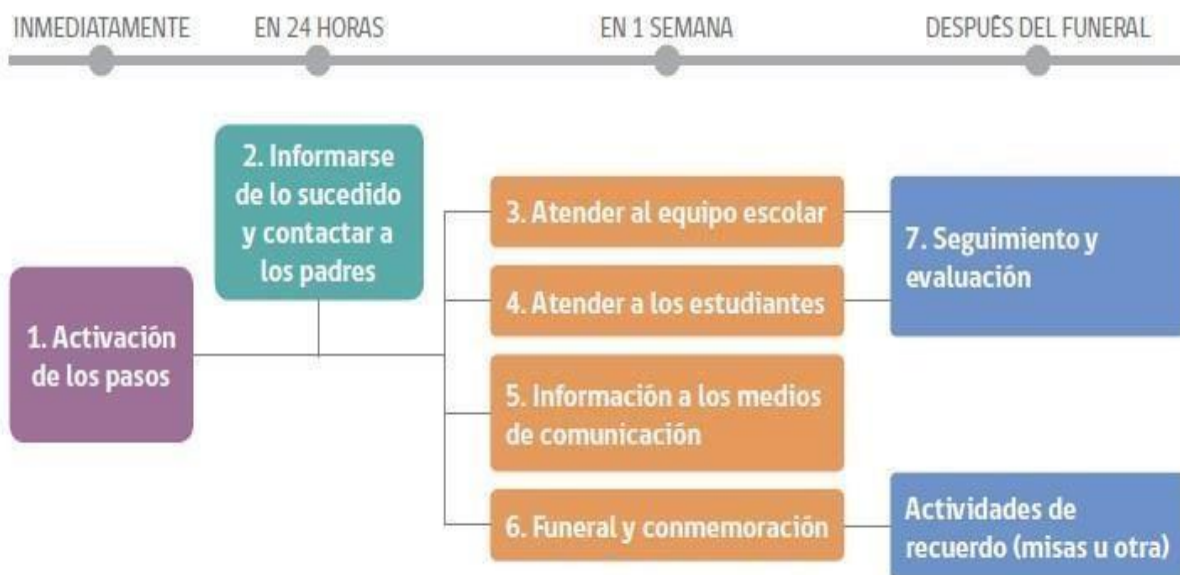 INMEDIATAMENTE
EN 24 HORAS
EN 1 SEMANA
DESPUÉS DEL FUNERAL
1. Activación
de los pasos
2. Informarse
de lo sucedido
y contactar a
los padres
3. Atender al equipo escolar
4. Atender a los estudiantes
5. Información a los medios
de comunicación
6. Funeral y conmemoración
7. Seguimiento y
evaluación
Actividades de
recuerdo (misas u otra)